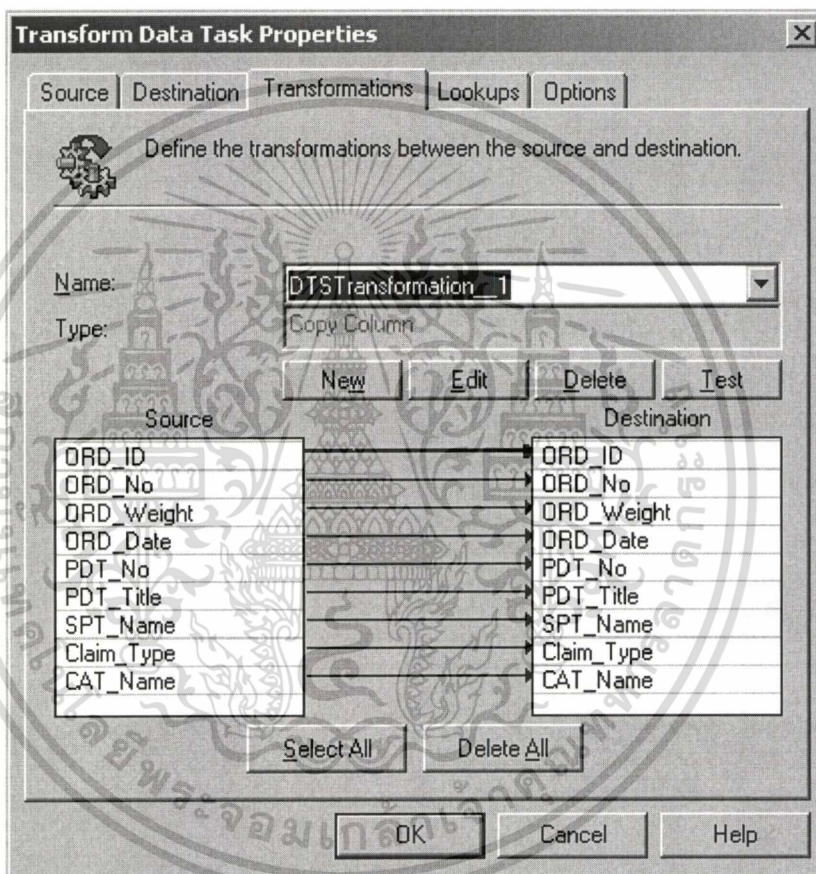 Transform Data Task Properties
Source Destination Transformations Lookups Options
Define the transformations between the source and destination.
Name: DTSTransformation__1
Type: Copy Column
New Edit Delete Test
Source Destination
ORD_ID ORD_ID
ORD_No ORD_No
ORD_Weight ORD_Weight
ORD_Date ORD_Date
PDT_No PDT_No
PDT_Title PDT_Title
SPT_Name SPT_Name
Claim_Type Claim_Type
CAT_Name CAT_Name
Select All Delete All
OK Cancel Help